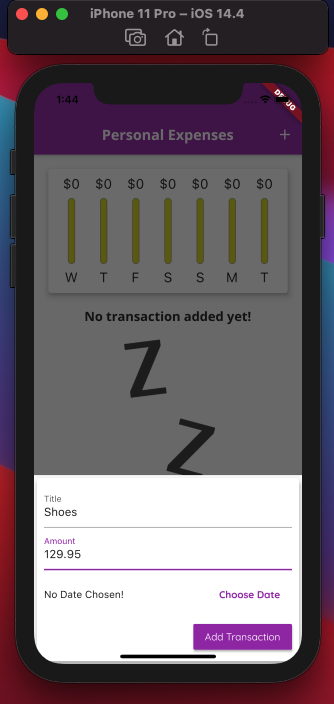 iPhone 11 Pro – iOS 14.4
1:44
DEBUG
Personal Expenses +
$0 $0 $0 $0 $0 $0 $0
W T F S S M T
No transaction added yet!
Z
Z
Title
Shoes
Amount
129.95
No Date Chosen! Choose Date
Add Transaction